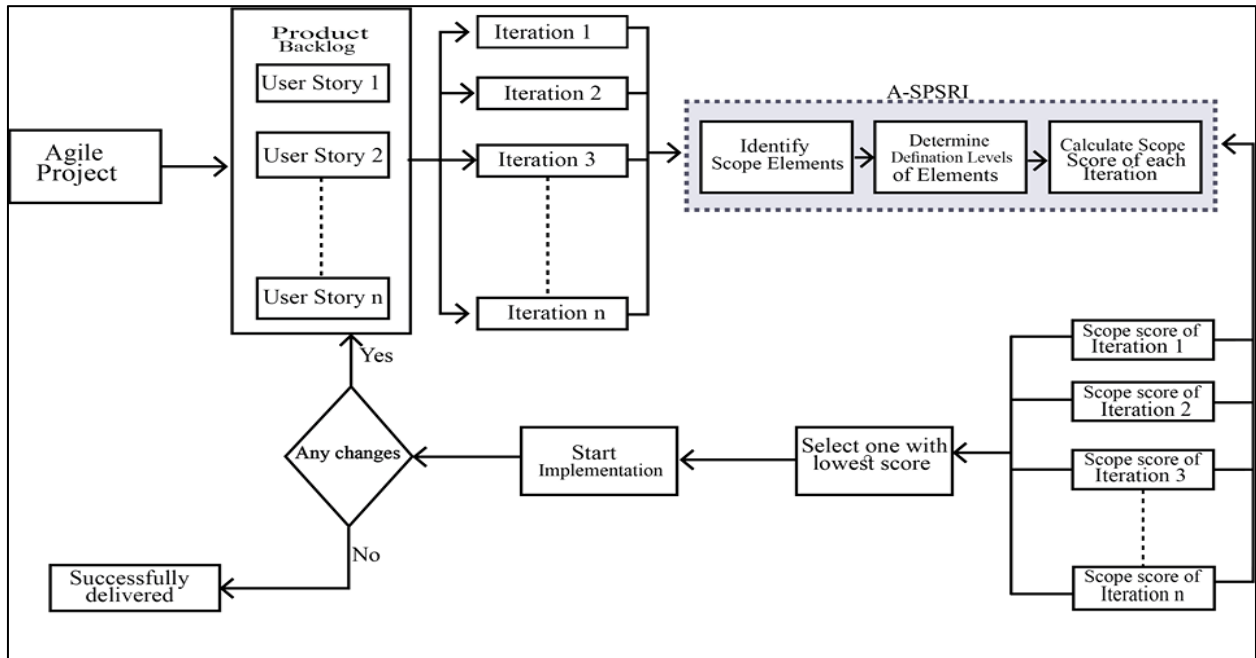 Product
Backlog
User Story 1
User Story 2
User Story n
Agile
Project
Iteration 1
Iteration 2
Iteration 3
Iteration n
A-SPSRI
Identify
Scope Elements
Determine
Defination Levels
of Elements
Calculate Scope
Score of each
Iteration
Scope score of
Iteration 1
Scope score of
Iteration 2
Scope score of
Iteration 3
Scope score of
Iteration n
Select one with
lowest score
Start
Implementation
Any changes
Yes
No
Successfully
delivered